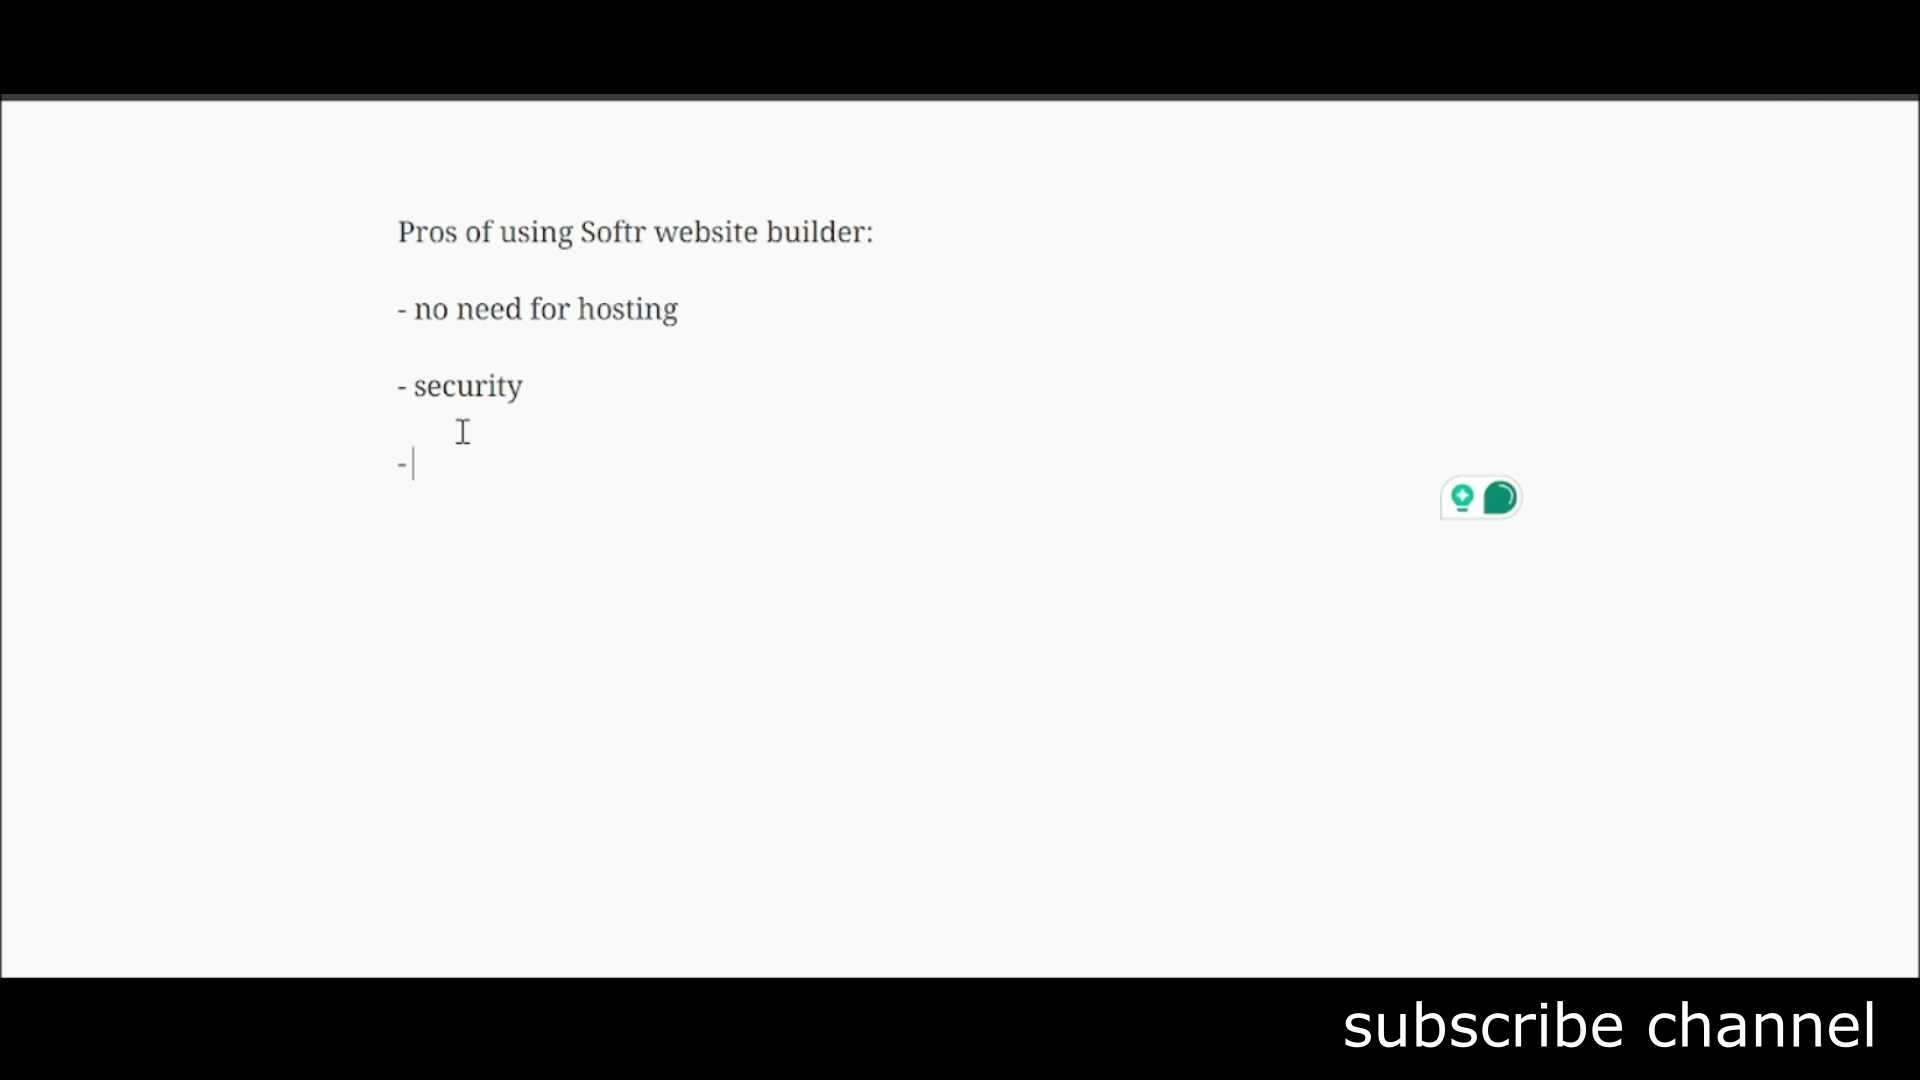 Pros of using Softr website builder:
- no need for hosting
- security
-
subscribe channel